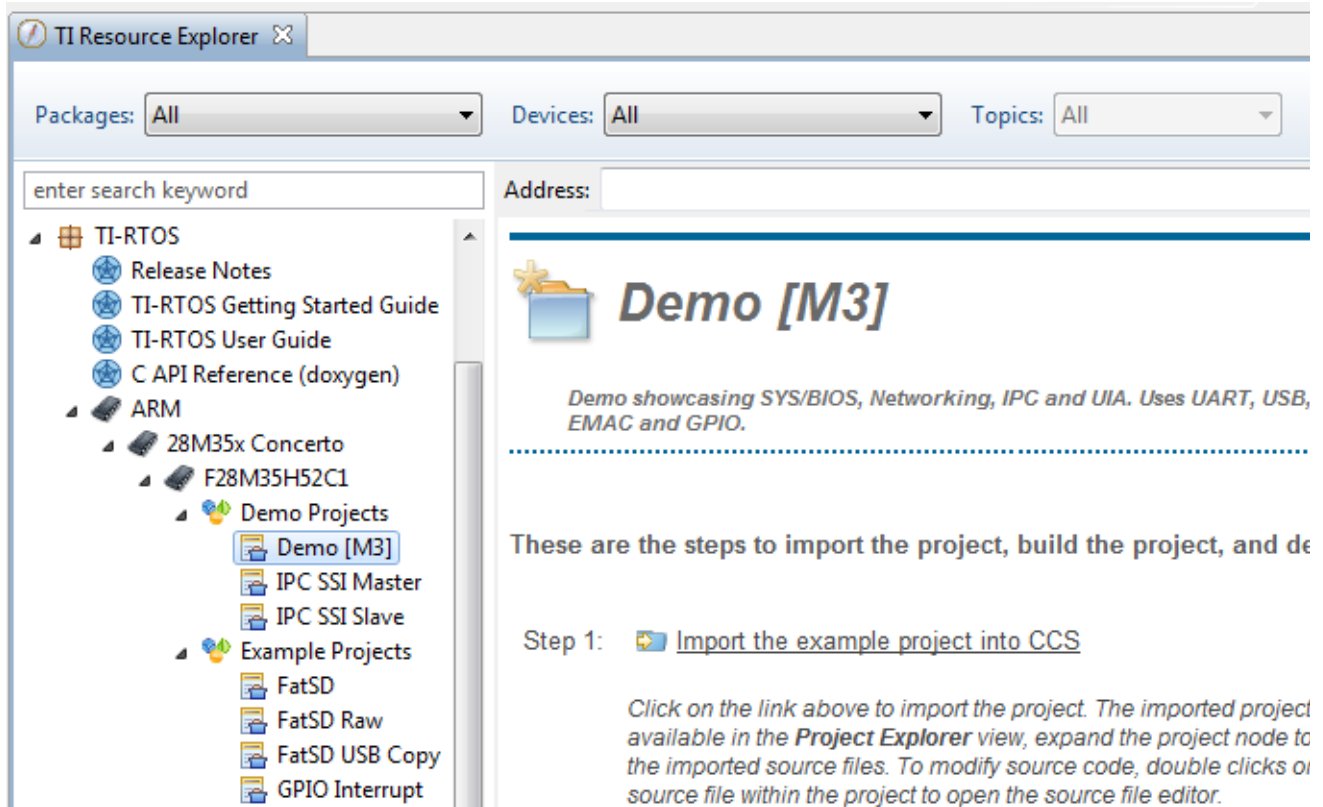 TI Resource Explorer
Packages: All Devices: All Topics: All
enter search keyword
TI-RTOS
Release Notes
TI-RTOS Getting Started Guide
TI-RTOS User Guide
C API Reference (doxygen)
ARM
28M35x Concerto
F28M35H52C1
Demo Projects
Demo [M3]
IPC SSI Master
IPC SSI Slave
Example Projects
FatSD
FatSD Raw
FatSD USB Copy
GPIO Interrupt
Address:
Demo [M3]
Demo showcasing SYS/BIOS, Networking, IPC and UIA. Uses UART, USB,
EMAC and GPIO.
These are the steps to import the project, build the project, and de
Step 1: Import the example project into CCS
Click on the link above to import the project. The imported project
available in the Project Explorer view, expand the project node to
the imported source files. To modify source code, double clicks or
source file within the project to open the source file editor.